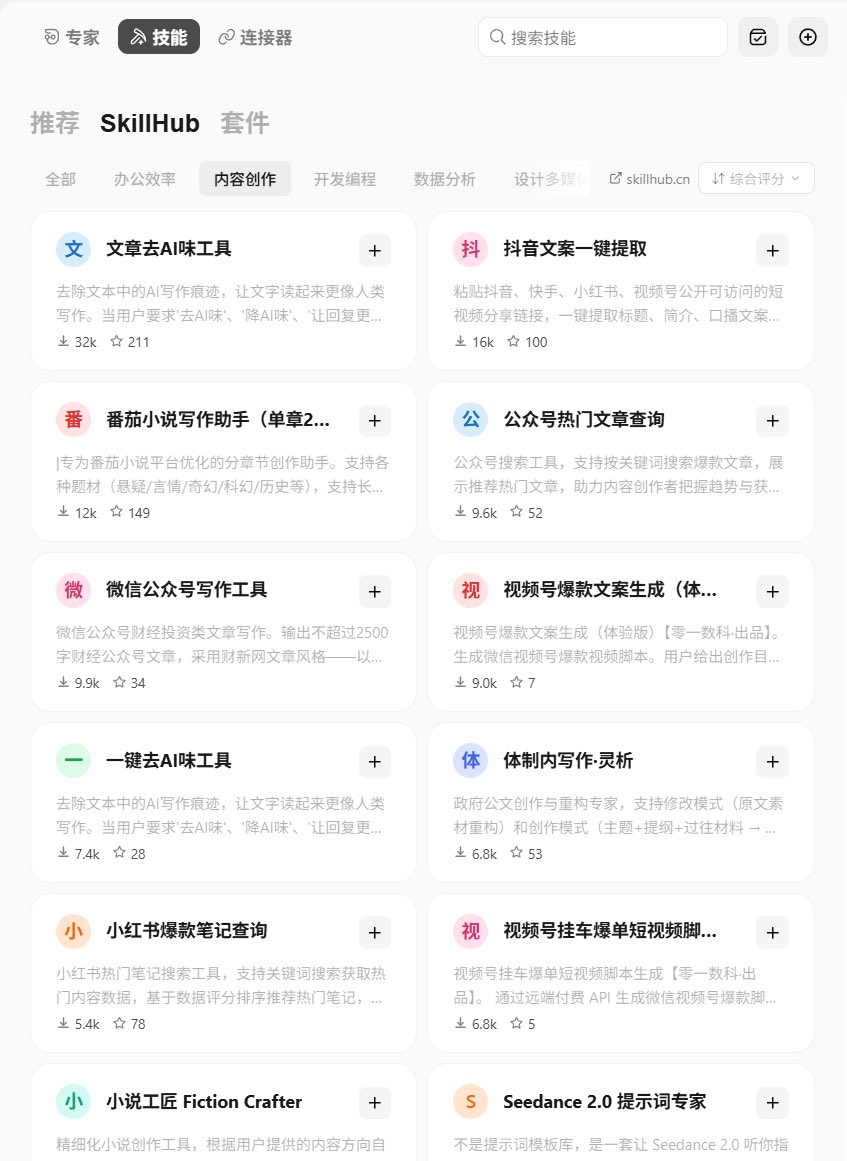 专家 技能 连接器 搜索技能
推荐 SkillHub 套件
全部 办公效率 内容创作 开发编程 数据分析 设计多媒体 skillhub.cn 综合评分
文 文章去AI味工具
去除文本中的AI写作痕迹，让文字读起来更像人类
写作。当用户要求'去AI味'、'降AI味'、'让回复更...
32k 211
抖 抖音文案一键提取
粘贴抖音、快手、小红书、视频号公开可访问的短
视频分享链接，一键提取标题、简介、口播文案...
16k 100
番 番茄小说写作助手（单章2...
|专为番茄小说平台优化的分章节创作助手。支持各
种题材（悬疑/言情/奇幻/科幻/历史等），支持长...
12k 149
公 公众号热门文章查询
公众号搜索工具，支持按关键词搜索爆款文章，展
示推荐热门文章，助力内容创作者把握趋势与获...
9.6k 52
微 微信公众号写作工具
微信公众号财经投资类文章写作。输出不超过2500
字财经公众号文章，采用财新网文章风格——以...
9.9k 34
视 视频号爆款文案生成（体...
视频号爆款文案生成（体验版）【零一数科·出品】。
生成微信视频号爆款视频脚本。用户给出创作目...
9.0k 7
一 一键去AI味工具
去除文本中的AI写作痕迹，让文字读起来更像人类
写作。当用户要求'去AI味'、'降AI味'、'让回复更...
7.4k 28
体 体制内写作·灵析
政府公文创作与重构专家，支持修改模式（原文素
材重构）和创作模式（主题+提纲+过往材料 → ...
6.8k 53
小 小红书爆款笔记查询
小红书热门笔记搜索工具，支持关键词搜索获取热
门内容数据，基于数据评分排序推荐热门笔记，...
5.4k 78
视 视频号挂车爆单短视频脚...
视频号挂车爆单短视频脚本生成【零一数科·出
品】。 通过远端付费 API 生成微信视频号爆款脚...
6.8k 5
小 小说工匠 Fiction Crafter
精细化小说创作工具，根据用户提供的内容方向自
S Seedance 2.0 提示词专家
不是提示词模板库，是一套让 Seedance 2.0 听你指